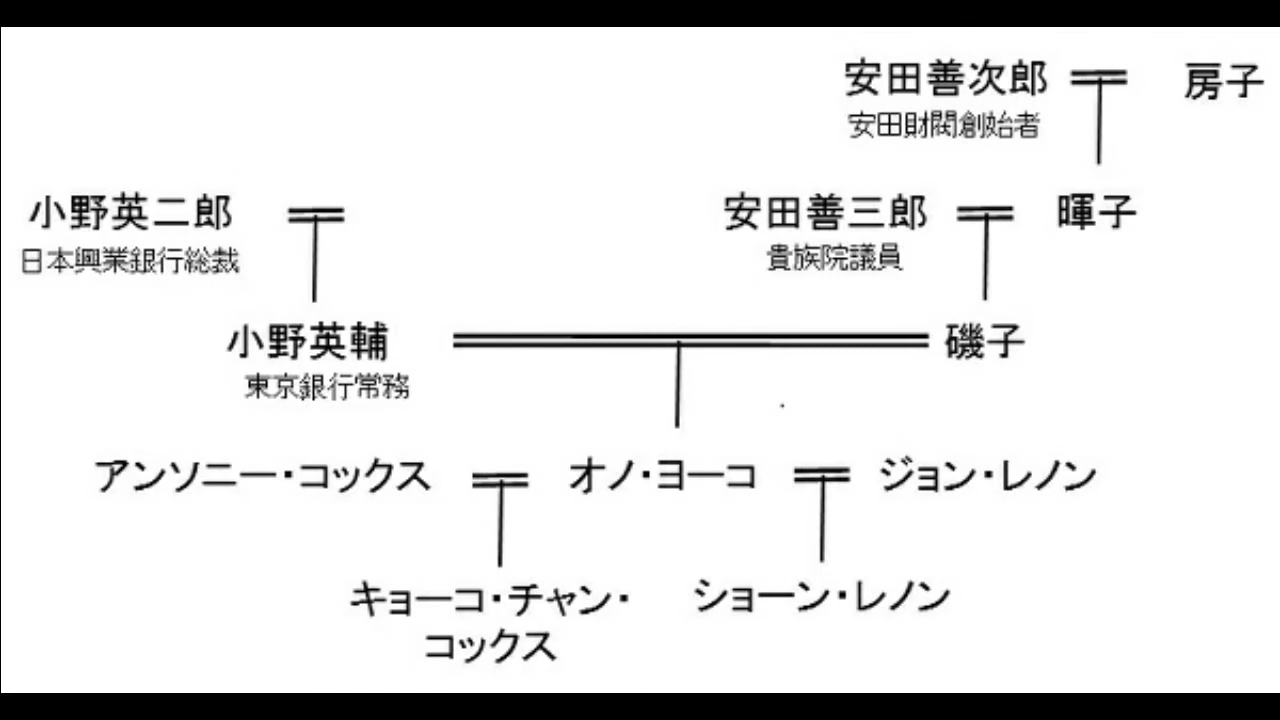 安田善次郎 房子
安田財閥創始者
小野英二郎 安田善三郎 暉子
日本興業銀行総裁 貴族院議員
小野英輔 磯子
東京銀行常務
アンソニー・コックス オノ・ヨーコ ジョン・レノン
キョーコ・チャン・ ショーン・レノン
コックス